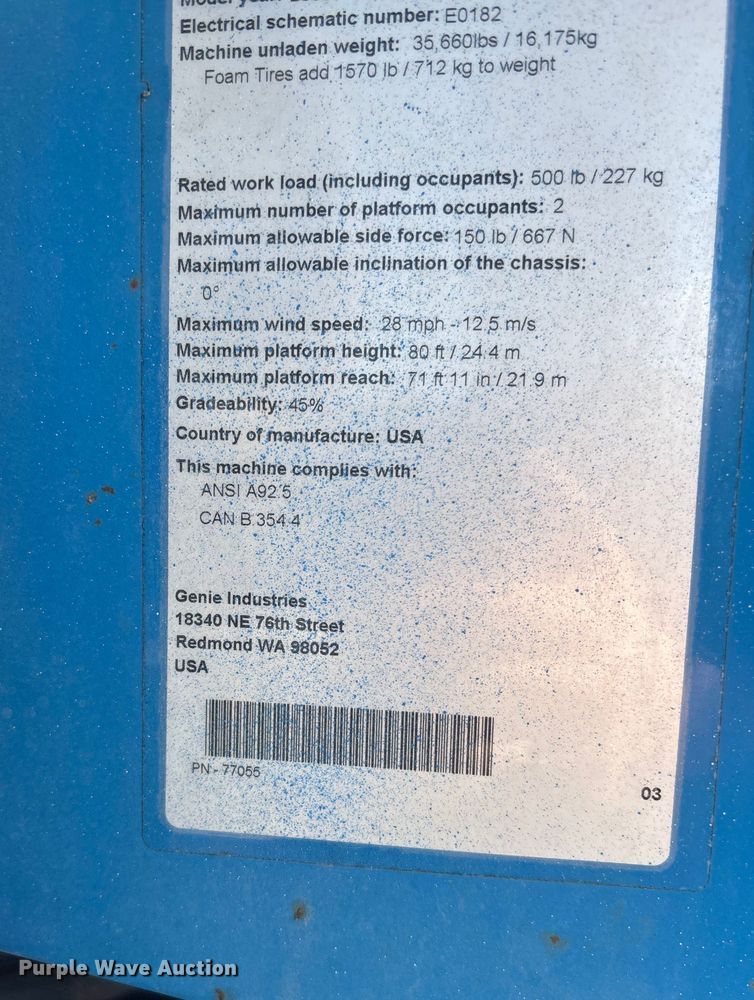 Model year:
Electrical schematic number: E0182
Machine unladen weight: 35,660lbs / 16,175kg
Foam Tires add 1570 lb / 712 kg to weight
Rated work load (including occupants): 500 lb / 227 kg
Maximum number of platform occupants: 2
Maximum allowable side force: 150 lb / 667 N
Maximum allowable inclination of the chassis:
0°
Maximum wind speed: 28 mph - 12.5 m/s
Maximum platform height: 80 ft / 24.4 m
Maximum platform reach: 71 ft 11 in / 21.9 m
Gradeability: 45%
Country of manufacture: USA
This machine complies with:
ANSI A92.5
CAN B 354.4
Genie Industries
18340 NE 76th Street
Redmond WA 98052
USA
PN - 77055
03
Purple Wave Auction